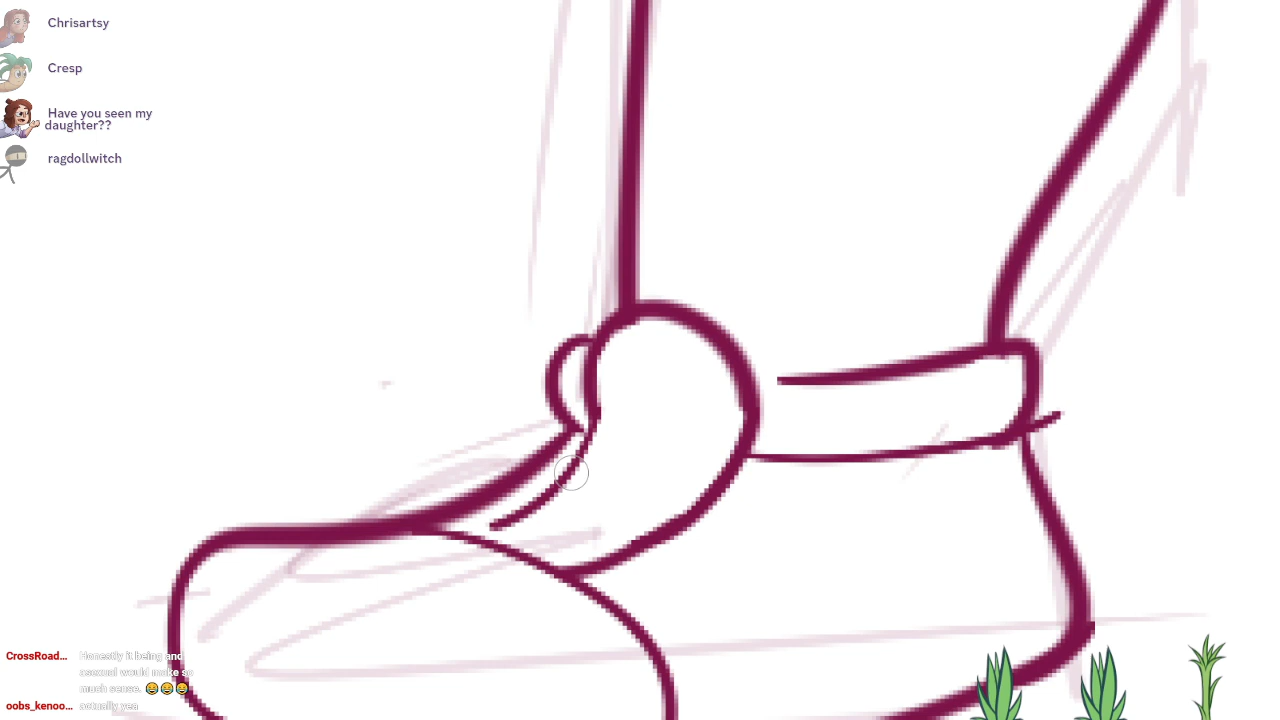 Chrisartsy
Cresp
Have you seen my
daughter??
ragdollwitch
CrossRoad... Honestly it being and
asexual would make so
much sense. 😂😂😂
oobs_kenoo... actually yea